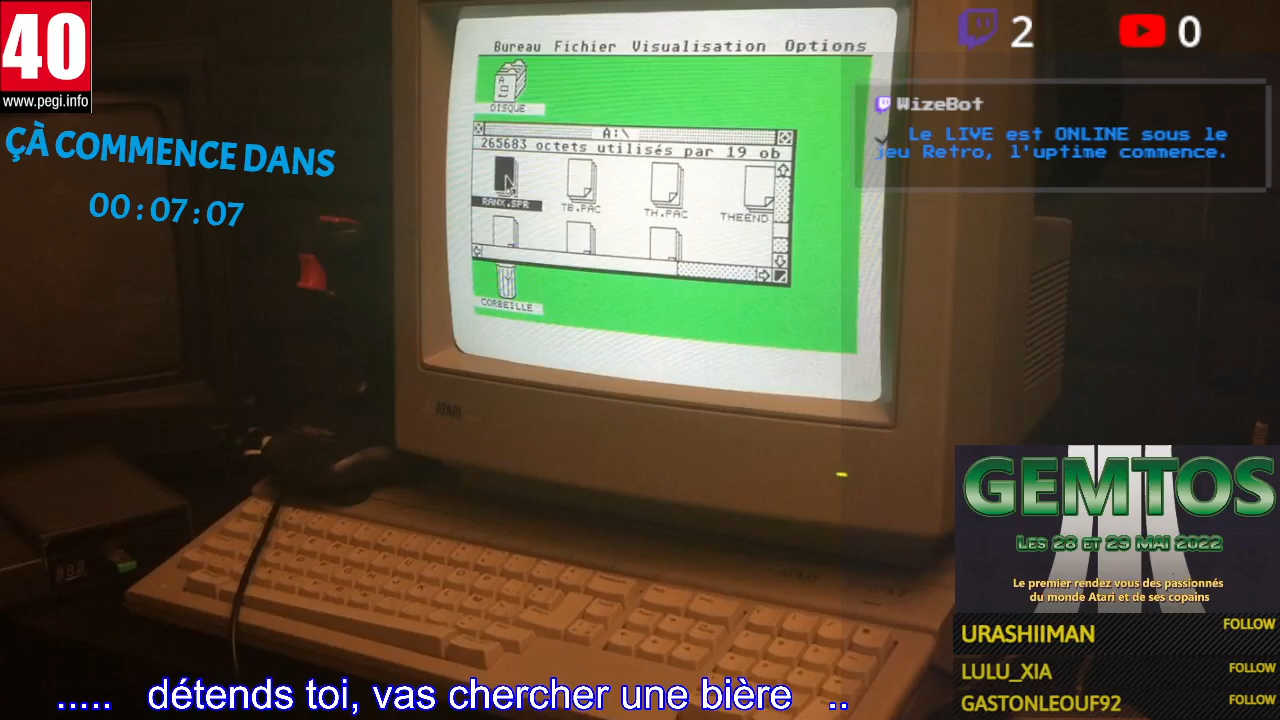 40
www.pegi.info
ÇÀ COMMENCE DANS
00:07:07
Bureau Fichier Visualisation Options
DISQUE
A:\
265683 octets utilisés par 19 ob
RANX.SPR
TB.PAC
TH.PAC
THEEND
CORBEILLE
ATARI
2
0
WizeBot
Le LIVE est ONLINE sous le
jeu Retro, l'uptime commence.
GEMTOS
LES 28 ET 29 MAI 2022
Le premier rendez vous des passionnés
du monde Atari et de ses copains
URASHIIMAN FOLLOW
LULU_XIA FOLLOW
GASTONLEOUF92 FOLLOW
..... détends toi, vas chercher une bière ..